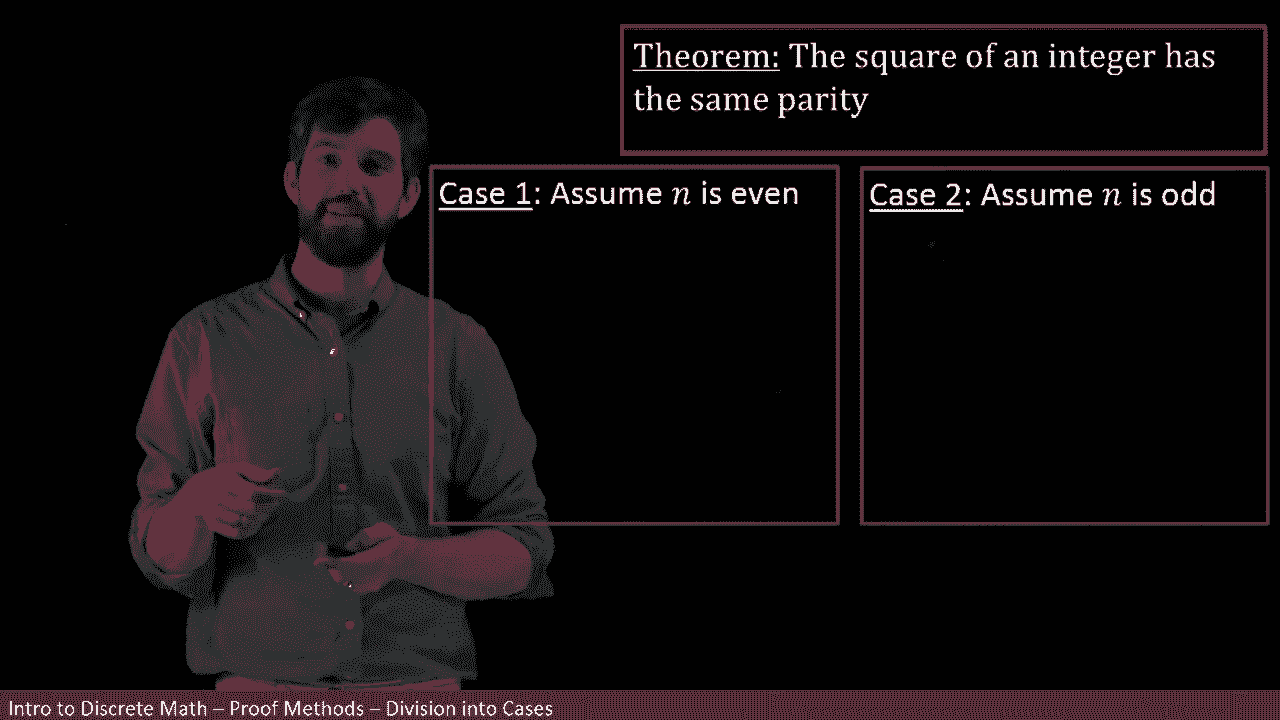 Theorem: The square of an integer has
the same parity
Case 1: Assume n is even
Case 2: Assume n is odd
Intro to Discrete Math – Proof Methods – Division into Cases